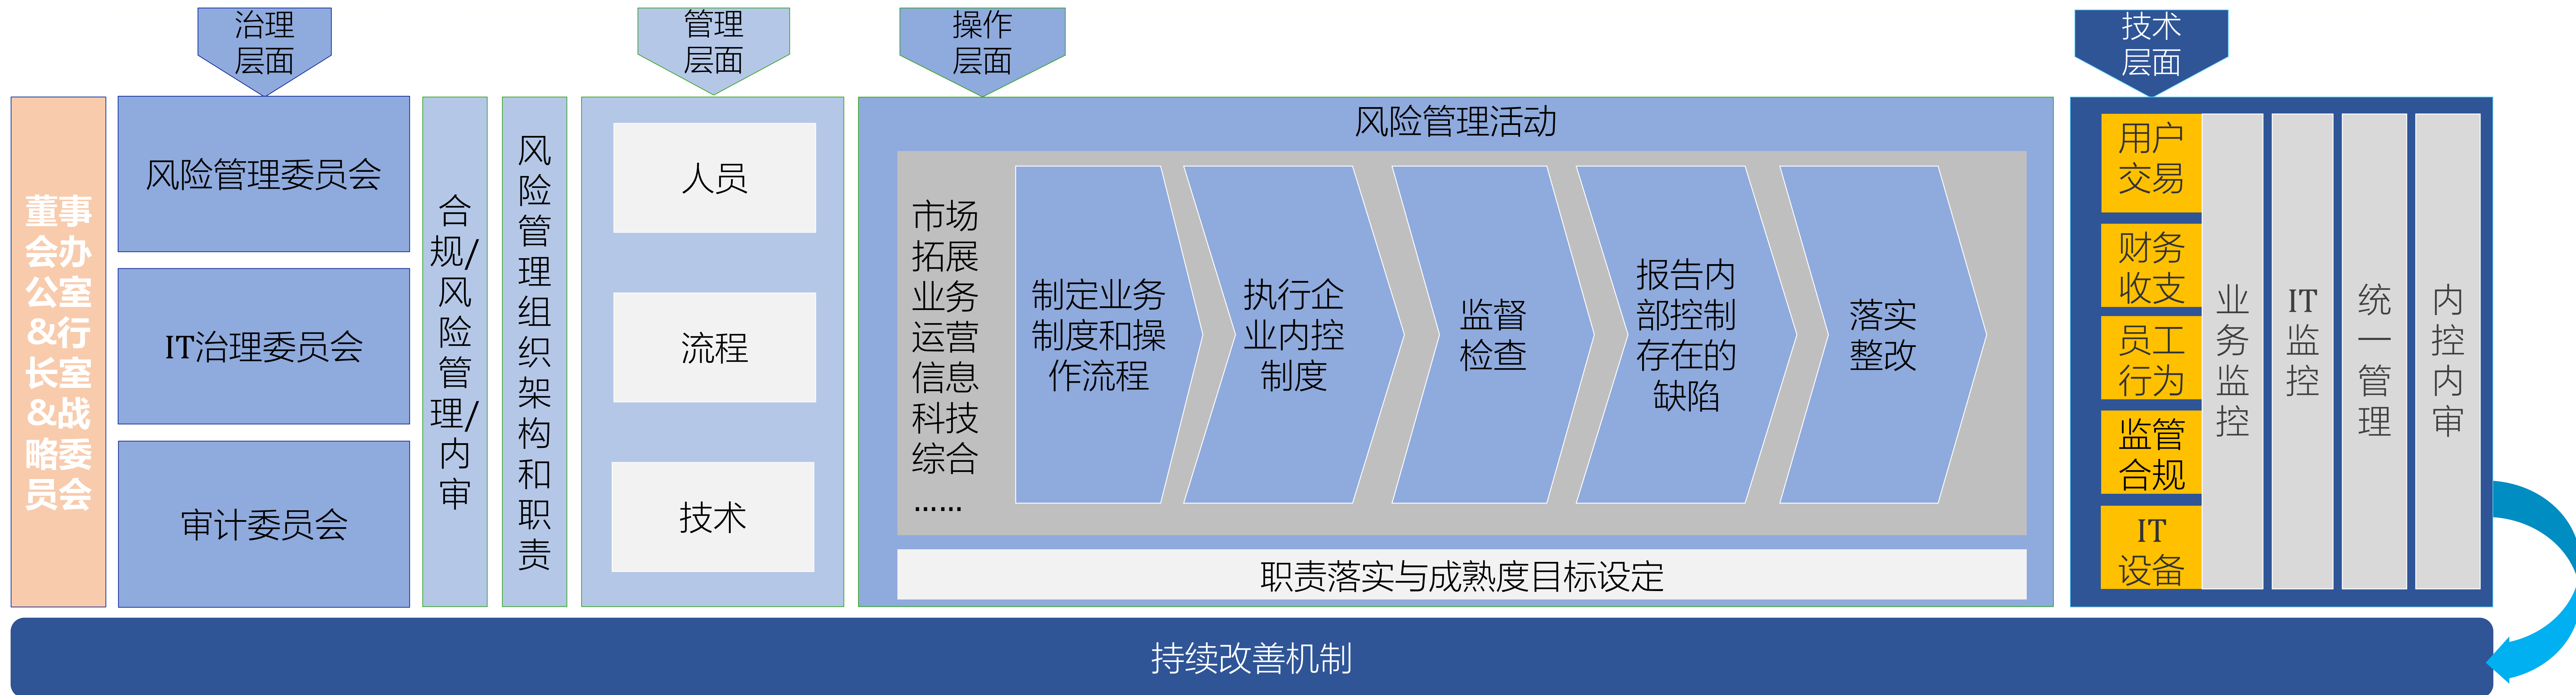 治理
层面
管理
层面
操作
层面
技术
层面
董事
会办
公室
&行
长室
&战
略委
员会
风险管理委员会
IT治理委员会
审计委员会
合
规/
风
险
管
理/
内
审
风
险
管
理
组
织
架
构
和
职
责
人员
流程
技术
风险管理活动
市场
拓展
业务
运营
信息
科技
综合
……
制定业务
制度和操
作流程
执行企
业内控
制度
监督
检查
报告内
部控制
存在的
缺陷
落实
整改
职责落实与成熟度目标设定
用户
交易
财务
收支
员工
行为
监管
合规
IT
设备
业
务
监
控
IT
监
控
统
一
管
理
内
控
内
审
持续改善机制